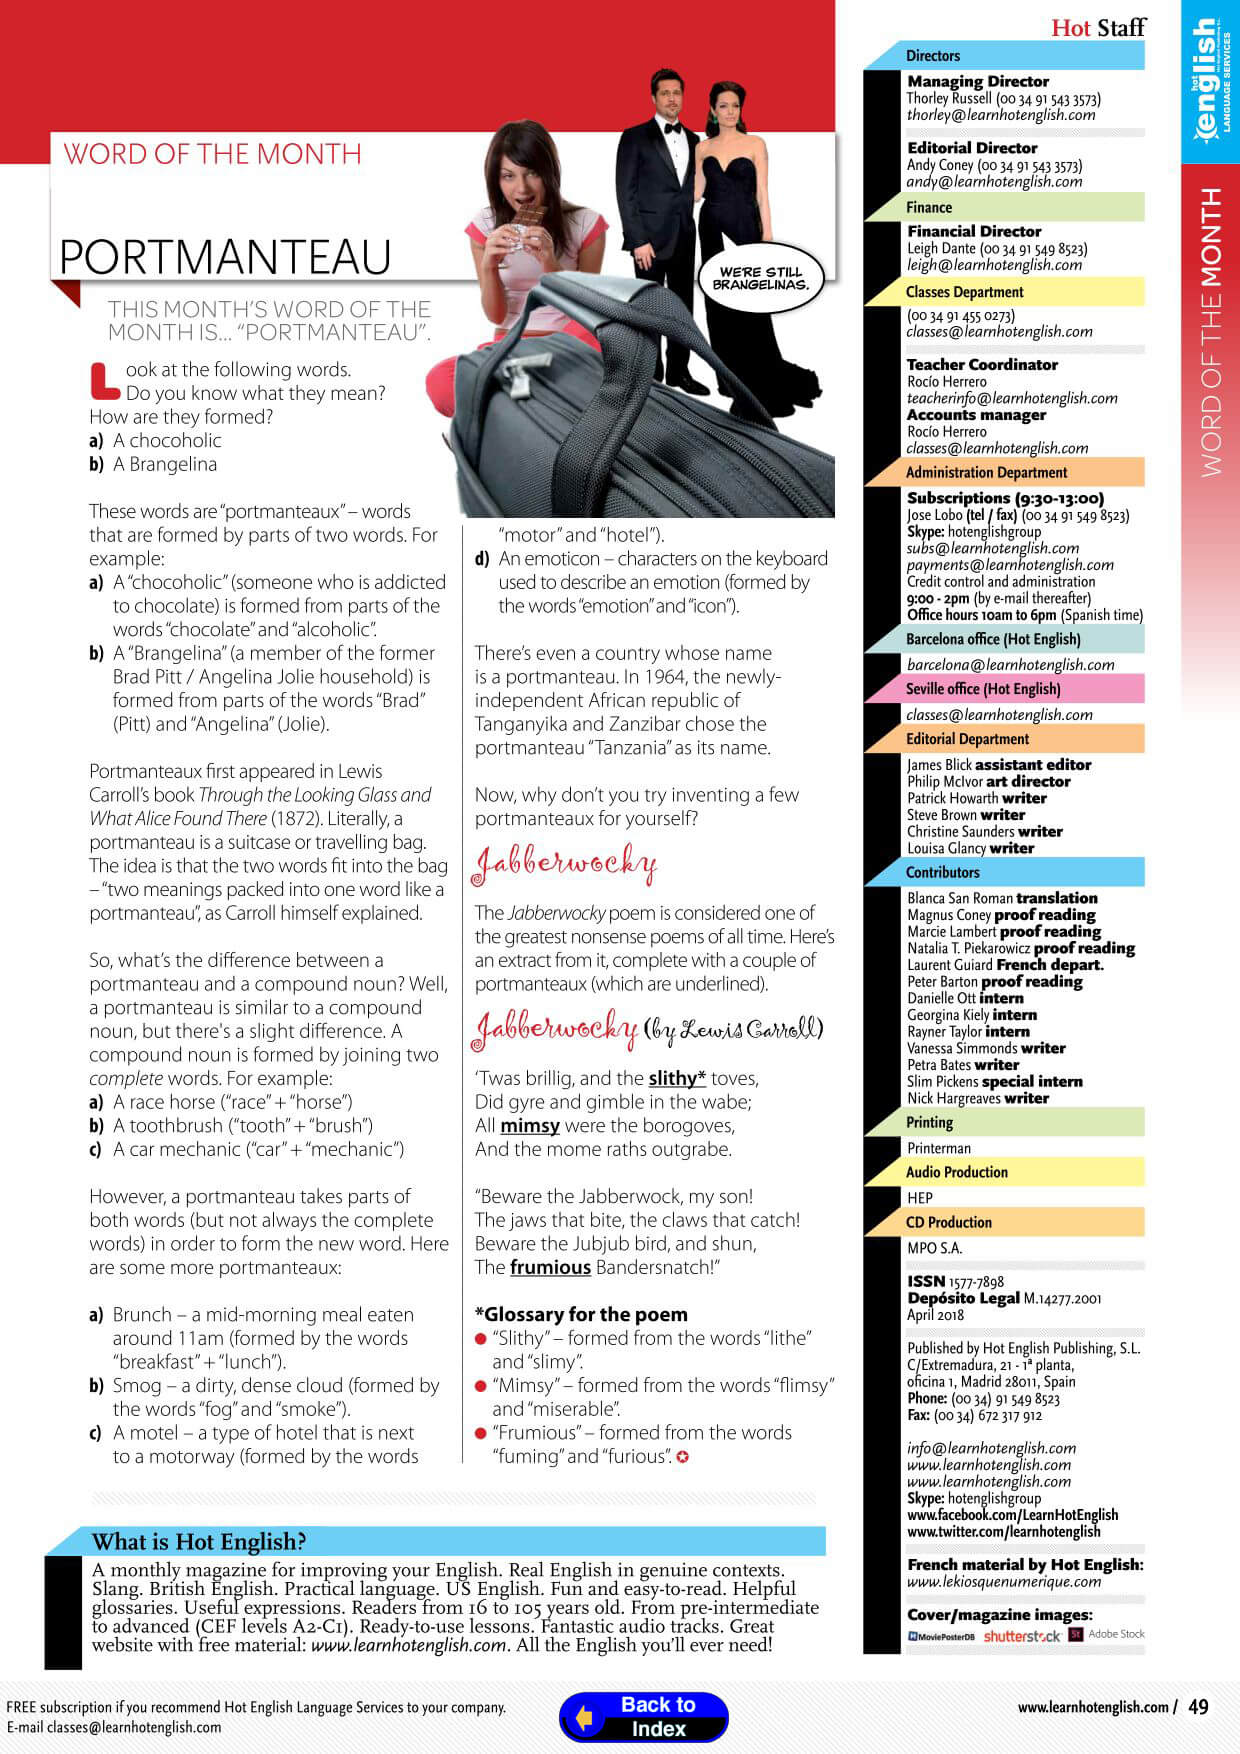 WORD OF THE MONTH
PORTMANTEAU
WE'RE STILL
BRANGELINAS.
THIS MONTH'S WORD OF THE
MONTH IS... “PORTMANTEAU”.
Look at the following words.
Do you know what they mean?
How are they formed?
a) A chocoholic
b) A Brangelina
These words are “portmanteaux” – words
that are formed by parts of two words. For
example:
a) A “chocoholic” (someone who is addicted
to chocolate) is formed from parts of the
words “chocolate” and “alcoholic”.
b) A “Brangelina” (a member of the former
Brad Pitt / Angelina Jolie household) is
formed from parts of the words “Brad”
(Pitt) and “Angelina” (Jolie).
Portmanteaux first appeared in Lewis
Carroll's book Through the Looking Glass and
What Alice Found There (1872). Literally, a
portmanteau is a suitcase or travelling bag.
The idea is that the two words fit into the bag
– “two meanings packed into one word like a
portmanteau”, as Carroll himself explained.
So, what's the difference between a
portmanteau and a compound noun? Well,
a portmanteau is similar to a compound
noun, but there's a slight difference. A
compound noun is formed by joining two
complete words. For example:
a) A race horse (“race” + “horse”)
b) A toothbrush (“tooth” + “brush”)
c) A car mechanic (“car” + “mechanic”)
However, a portmanteau takes parts of
both words (but not always the complete
words) in order to form the new word. Here
are some more portmanteaux:
a) Brunch – a mid-morning meal eaten
around 11am (formed by the words
“breakfast” + “lunch”).
b) Smog – a dirty, dense cloud (formed by
the words “fog” and “smoke”).
c) A motel – a type of hotel that is next
to a motorway (formed by the words
“motor” and “hotel”).
d) An emoticon – characters on the keyboard
used to describe an emotion (formed by
the words “emotion” and “icon”).
There's even a country whose name
is a portmanteau. In 1964, the newly-
independent African republic of
Tanganyika and Zanzibar chose the
portmanteau “Tanzania” as its name.
Now, why don't you try inventing a few
portmanteaux for yourself?
Jabberwocky
The Jabberwocky poem is considered one of
the greatest nonsense poems of all time. Here's
an extract from it, complete with a couple of
portmanteaux (which are underlined).
Jabberwocky (by Lewis Carroll)
‘Twas brillig, and the slithy* toves,
Did gyre and gimble in the wabe;
All mimsy were the borogoves,
And the mome raths outgrabe.
“Beware the Jabberwock, my son!
The jaws that bite, the claws that catch!
Beware the Jubjub bird, and shun,
The frumious Bandersnatch!”
*Glossary for the poem
● “Slithy” – formed from the words “lithe”
and “slimy”.
● “Mimsy” – formed from the words “flimsy”
and “miserable”.
● “Frumious” – formed from the words
“fuming” and “furious”.
What is Hot English?
A monthly magazine for improving your English. Real English in genuine contexts.
Slang. British English. Practical language. US English. Fun and easy-to-read. Helpful
glossaries. Useful expressions. Readers from 16 to 105 years old. From pre-intermediate
to advanced (CEF levels A2-C1). Ready-to-use lessons. Fantastic audio tracks. Great
website with free material: www.learnhotenglish.com. All the English you'll ever need!
Hot Staff
Directors
Managing Director
Thorley Russell (00 34 91 543 3573)
thorley@learnhotenglish.com
Editorial Director
Andy Coney (00 34 91 543 3573)
andy@learnhotenglish.com
Finance
Financial Director
Leigh Dante (00 34 91 549 8523)
leigh@learnhotenglish.com
Classes Department
(00 34 91 455 0273)
classes@learnhotenglish.com
Teacher Coordinator
Rocío Herrero
teacherinfo@learnhotenglish.com
Accounts manager
Rocío Herrero
classes@learnhotenglish.com
Administration Department
Subscriptions (9:30-13:00)
Jose Lobo (tel / fax) (00 34 91 549 8523)
Skype: hotenglishgroup
subs@learnhotenglish.com
payments@learnhotenglish.com
Credit control and administration
9:00 - 2pm (by e-mail thereafter)
Office hours 10am to 6pm (Spanish time)
Barcelona office (Hot English)
barcelona@learnhotenglish.com
Seville office (Hot English)
classes@learnhotenglish.com
Editorial Department
James Blick assistant editor
Philip McIvor art director
Patrick Howarth writer
Steve Brown writer
Christine Saunders writer
Louisa Glancy writer
Contributors
Blanca San Roman translation
Magnus Coney proof reading
Marcie Lambert proof reading
Natalia T. Piekarowicz proof reading
Laurent Guiard French depart.
Peter Barton proof reading
Danielle Ott intern
Georgina Kiely intern
Rayner Taylor intern
Vanessa Simmonds writer
Petra Bates writer
Slim Pickens special intern
Nick Hargreaves writer
Printing
Printerman
Audio Production
HEP
CD Production
MPO S.A.
ISSN 1577-7898
Depósito Legal M.14277.2001
April 2018
Published by Hot English Publishing, S.L.
C/Extremadura, 21 - 1ª planta,
oficina 1, Madrid 28011, Spain
Phone: (00 34) 91 549 8523
Fax: (00 34) 672 317 912
info@learnhotenglish.com
www.learnhotenglish.com
www.learnhotenglish.com
Skype: hotenglishgroup
www.facebook.com/LearnHotEnglish
www.twitter.com/learnhotenglish
French material by Hot English:
www.lekiosquenumerique.com
Cover/magazine images:
MoviePosterDB shutterstock St Adobe Stock
hot english
LANGUAGE SERVICES
WORD OF THE MONTH
FREE subscription if you recommend Hot English Language Services to your company.
E-mail classes@learnhotenglish.com
Back to
Index
www.learnhotenglish.com / 49